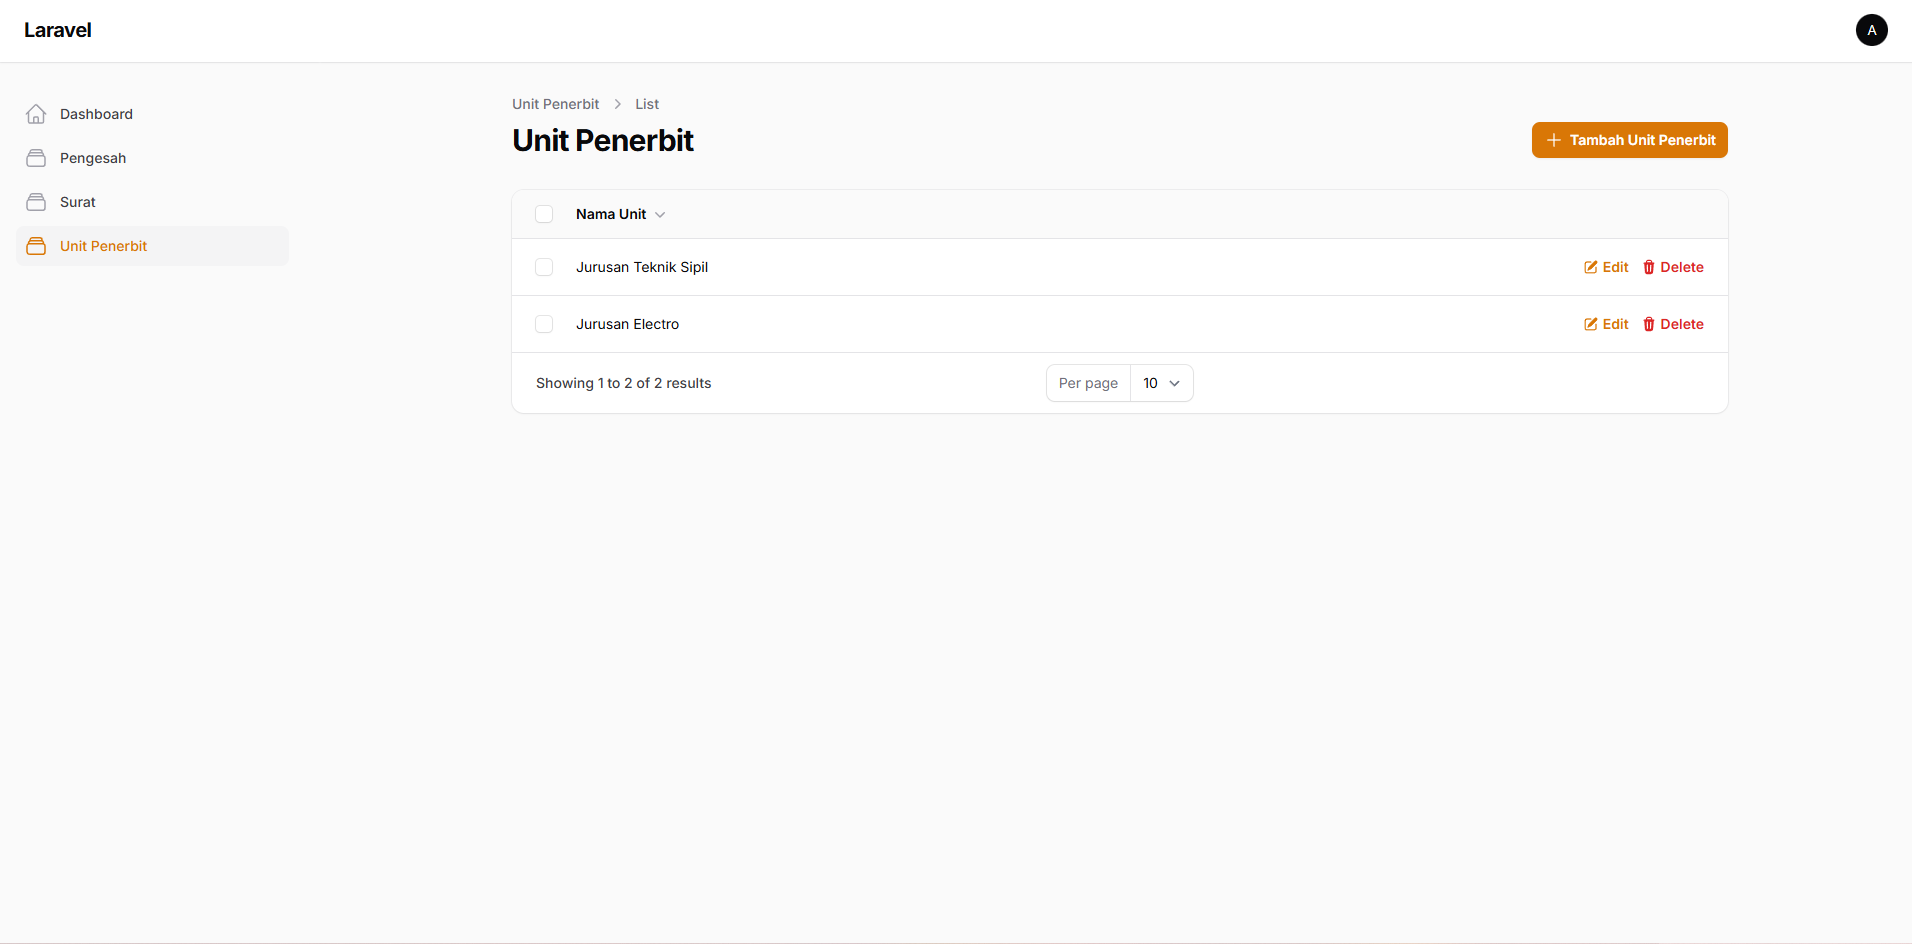 Laravel
A
Dashboard
Pengesah
Surat
Unit Penerbit
Unit Penerbit > List
Unit Penerbit
Tambah Unit Penerbit
Nama Unit
Jurusan Teknik Sipil Edit Delete
Jurusan Electro Edit Delete
Showing 1 to 2 of 2 results Per page 10